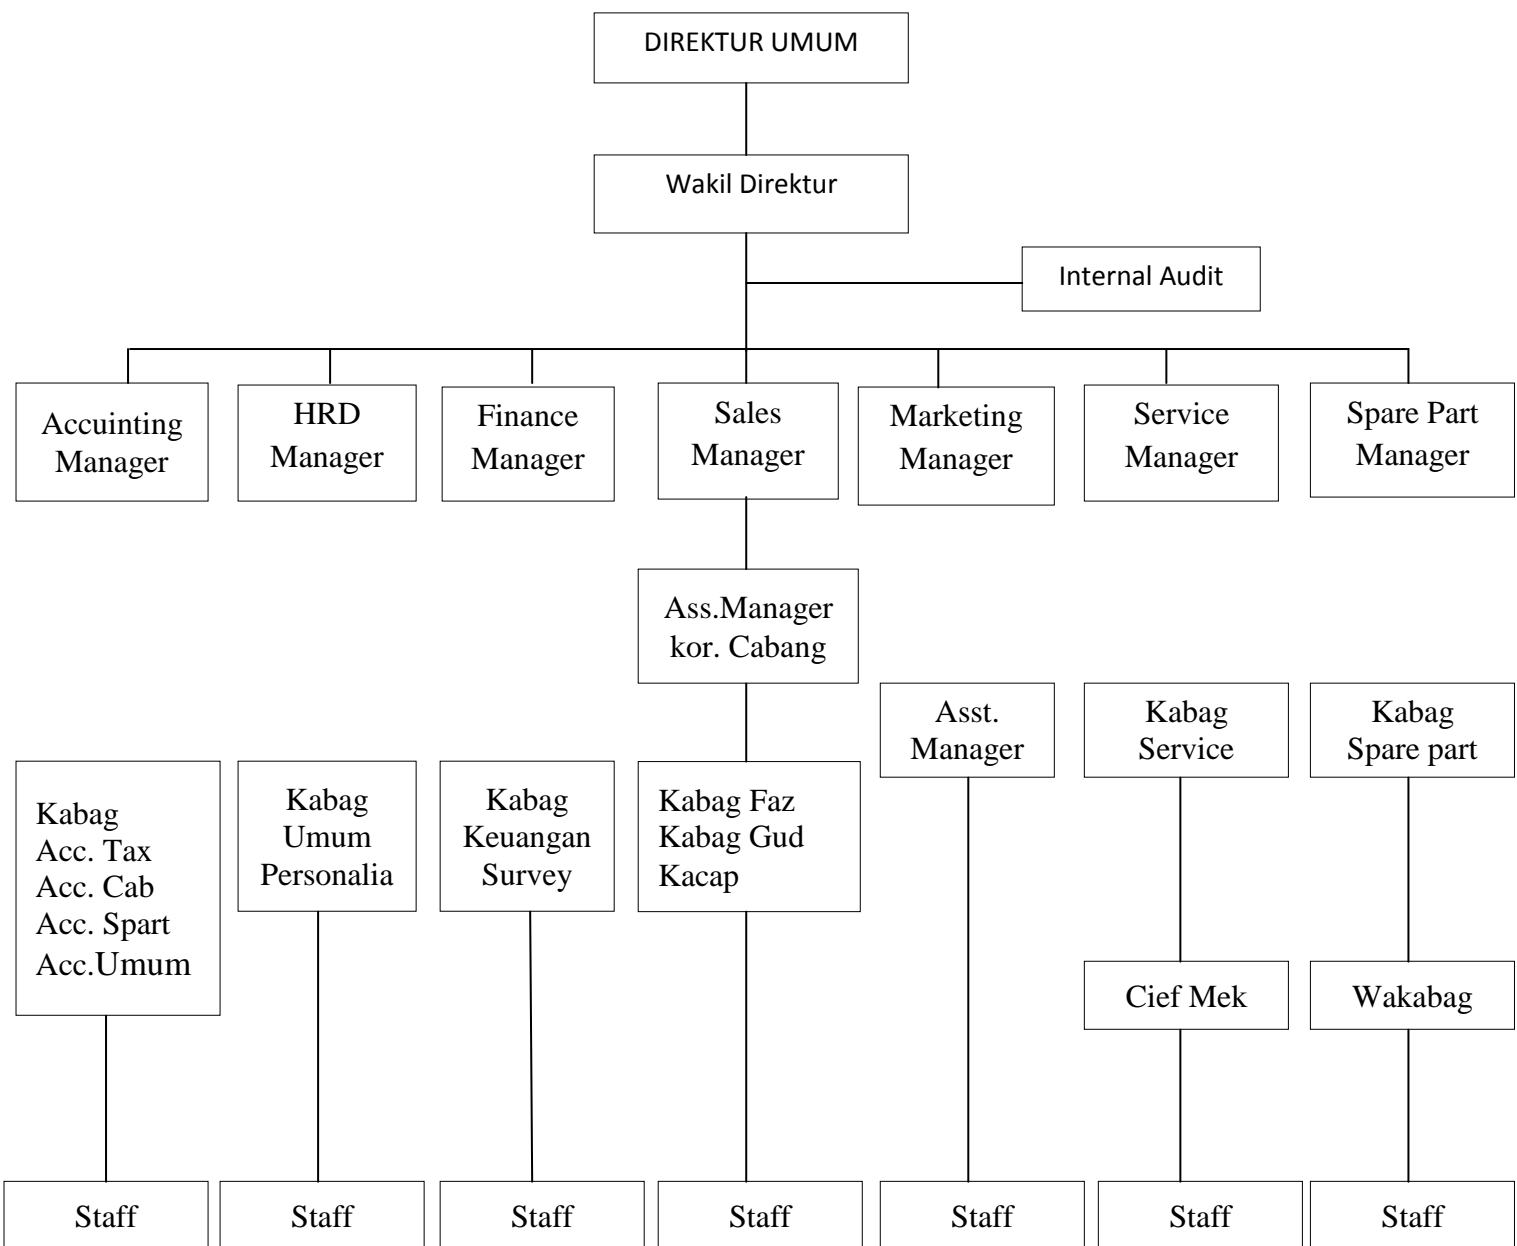 DIREKTUR UMUM
Wakil Direktur
Internal Audit
Accuinting
Manager
HRD
Manager
Finance
Manager
Sales
Manager
Marketing
Manager
Service
Manager
Spare Part
Manager
Ass.Manager
kor. Cabang
Asst.
Manager
Kabag
Service
Kabag
Spare part
Kabag
Acc. Tax
Acc. Cab
Acc. Spart
Acc.Umum
Kabag
Umum
Personalia
Kabag
Keuangan
Survey
Kabag Faz
Kabag Gud
Kacap
Cief Mek
Wakabag
Staff
Staff
Staff
Staff
Staff
Staff
Staff